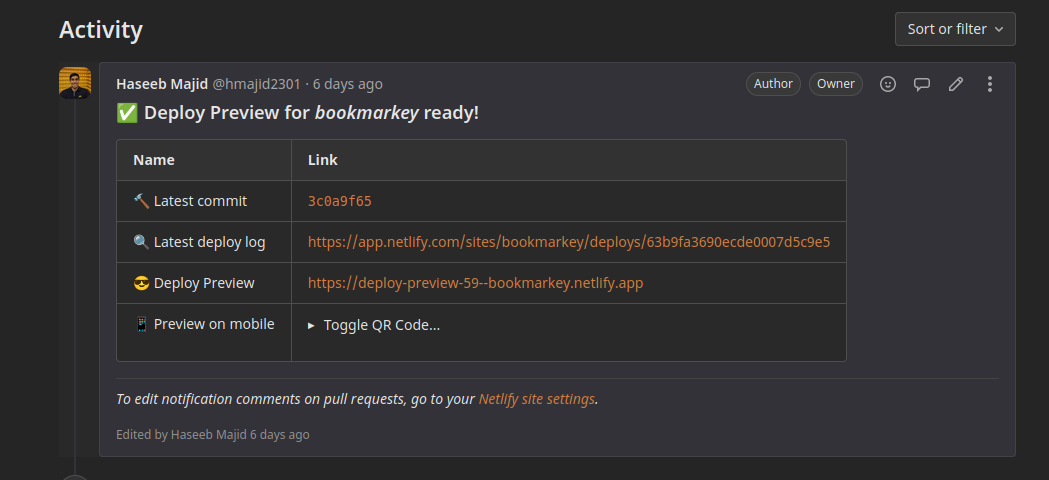 Activity
Sort or filter
Haseeb Majid @hmajid2301 · 6 days ago
Author
Owner
✅ Deploy Preview for bookmarkey ready!
Name Link
🔨 Latest commit 3c0a9f65
🔍 Latest deploy log https://app.netlify.com/sites/bookmarkey/deploys/63b9fa3690ecde0007d5c9e5
😎 Deploy Preview https://deploy-preview-59--bookmarkey.netlify.app
📱 Preview on mobile ▸ Toggle QR Code...
To edit notification comments on pull requests, go to your Netlify site settings.
Edited by Haseeb Majid 6 days ago